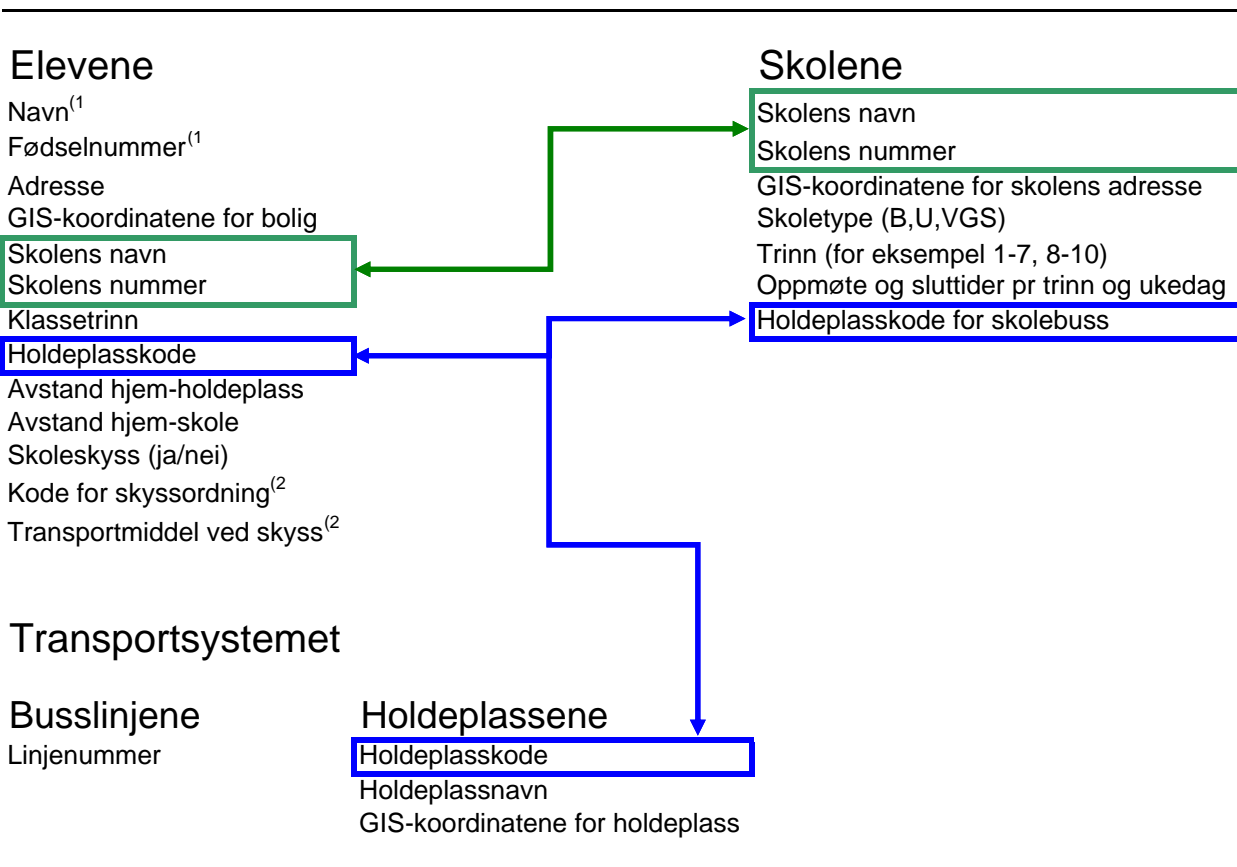 Elevene
Navn(1
Fødselnummer(1
Adresse
GIS-koordinatene for bolig
Skolens navn
Skolens nummer
Klassetrinn
Holdeplasskode
Avstand hjem-holdeplass
Avstand hjem-skole
Skoleskyss (ja/nei)
Kode for skyssordning(2
Transportmiddel ved skyss(2
Skolene
Skolens navn
Skolens nummer
GIS-koordinatene for skolens adresse
Skoletype (B,U,VGS)
Trinn (for eksempel 1-7, 8-10)
Oppmøte og sluttider pr trinn og ukedag
Holdeplasskode for skolebuss
Transportsystemet
Busslinjene
Linjenummer
Holdeplassene
Holdeplasskode
Holdeplassnavn
GIS-koordinatene for holdeplass